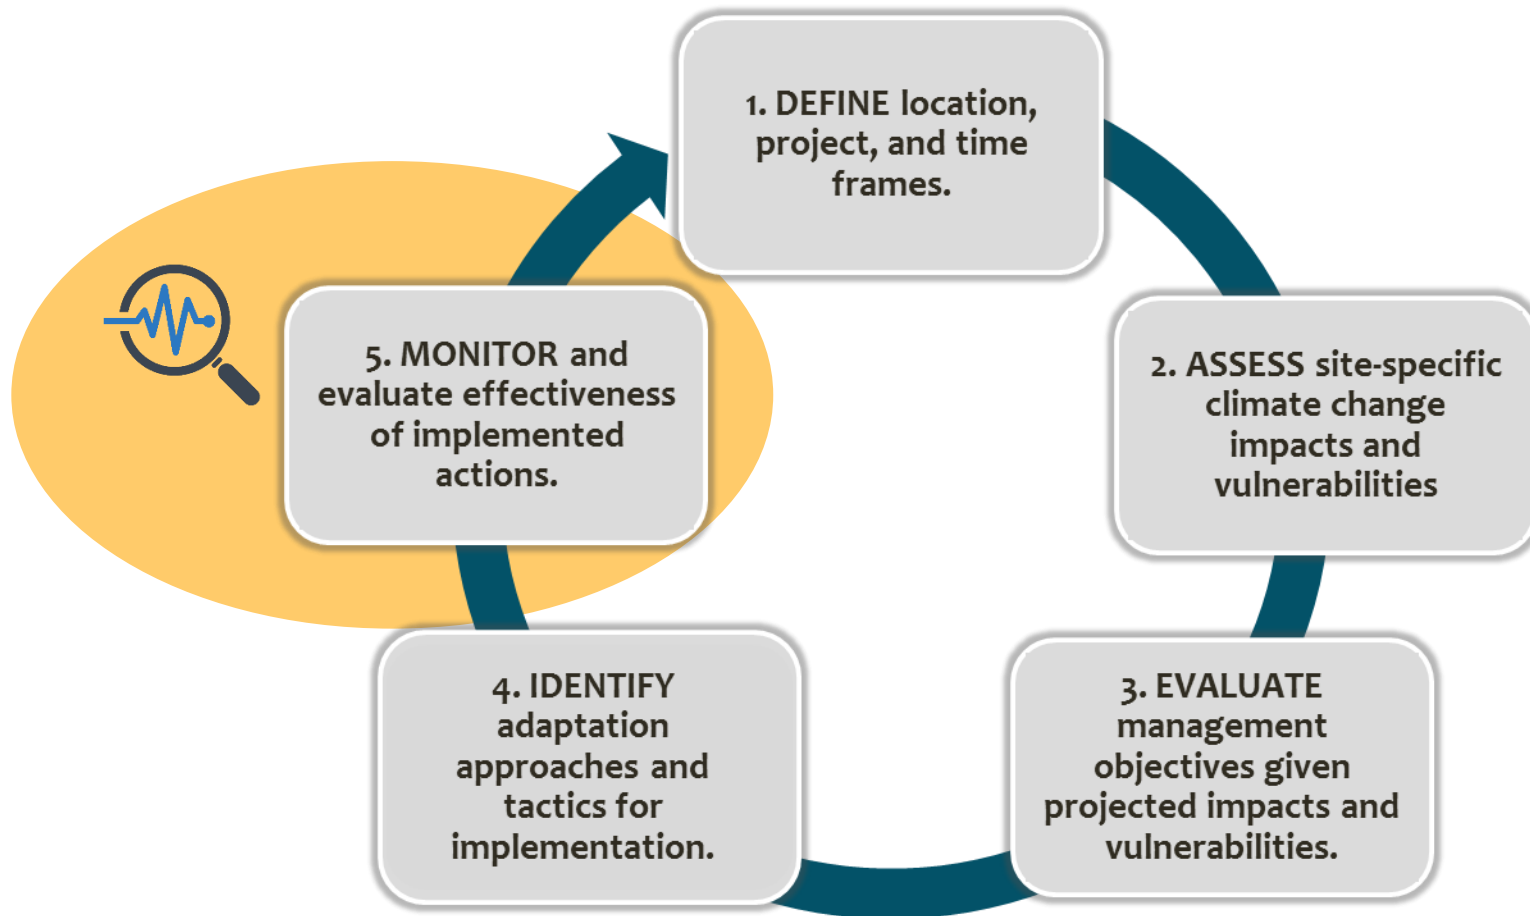 1. DEFINE location,
project, and time
frames.
2. ASSESS site-specific
climate change
impacts and
vulnerabilities
3. EVALUATE
management
objectives given
projected impacts and
vulnerabilities.
4. IDENTIFY
adaptation
approaches and
tactics for
implementation.
5. MONITOR and
evaluate effectiveness
of implemented
actions.